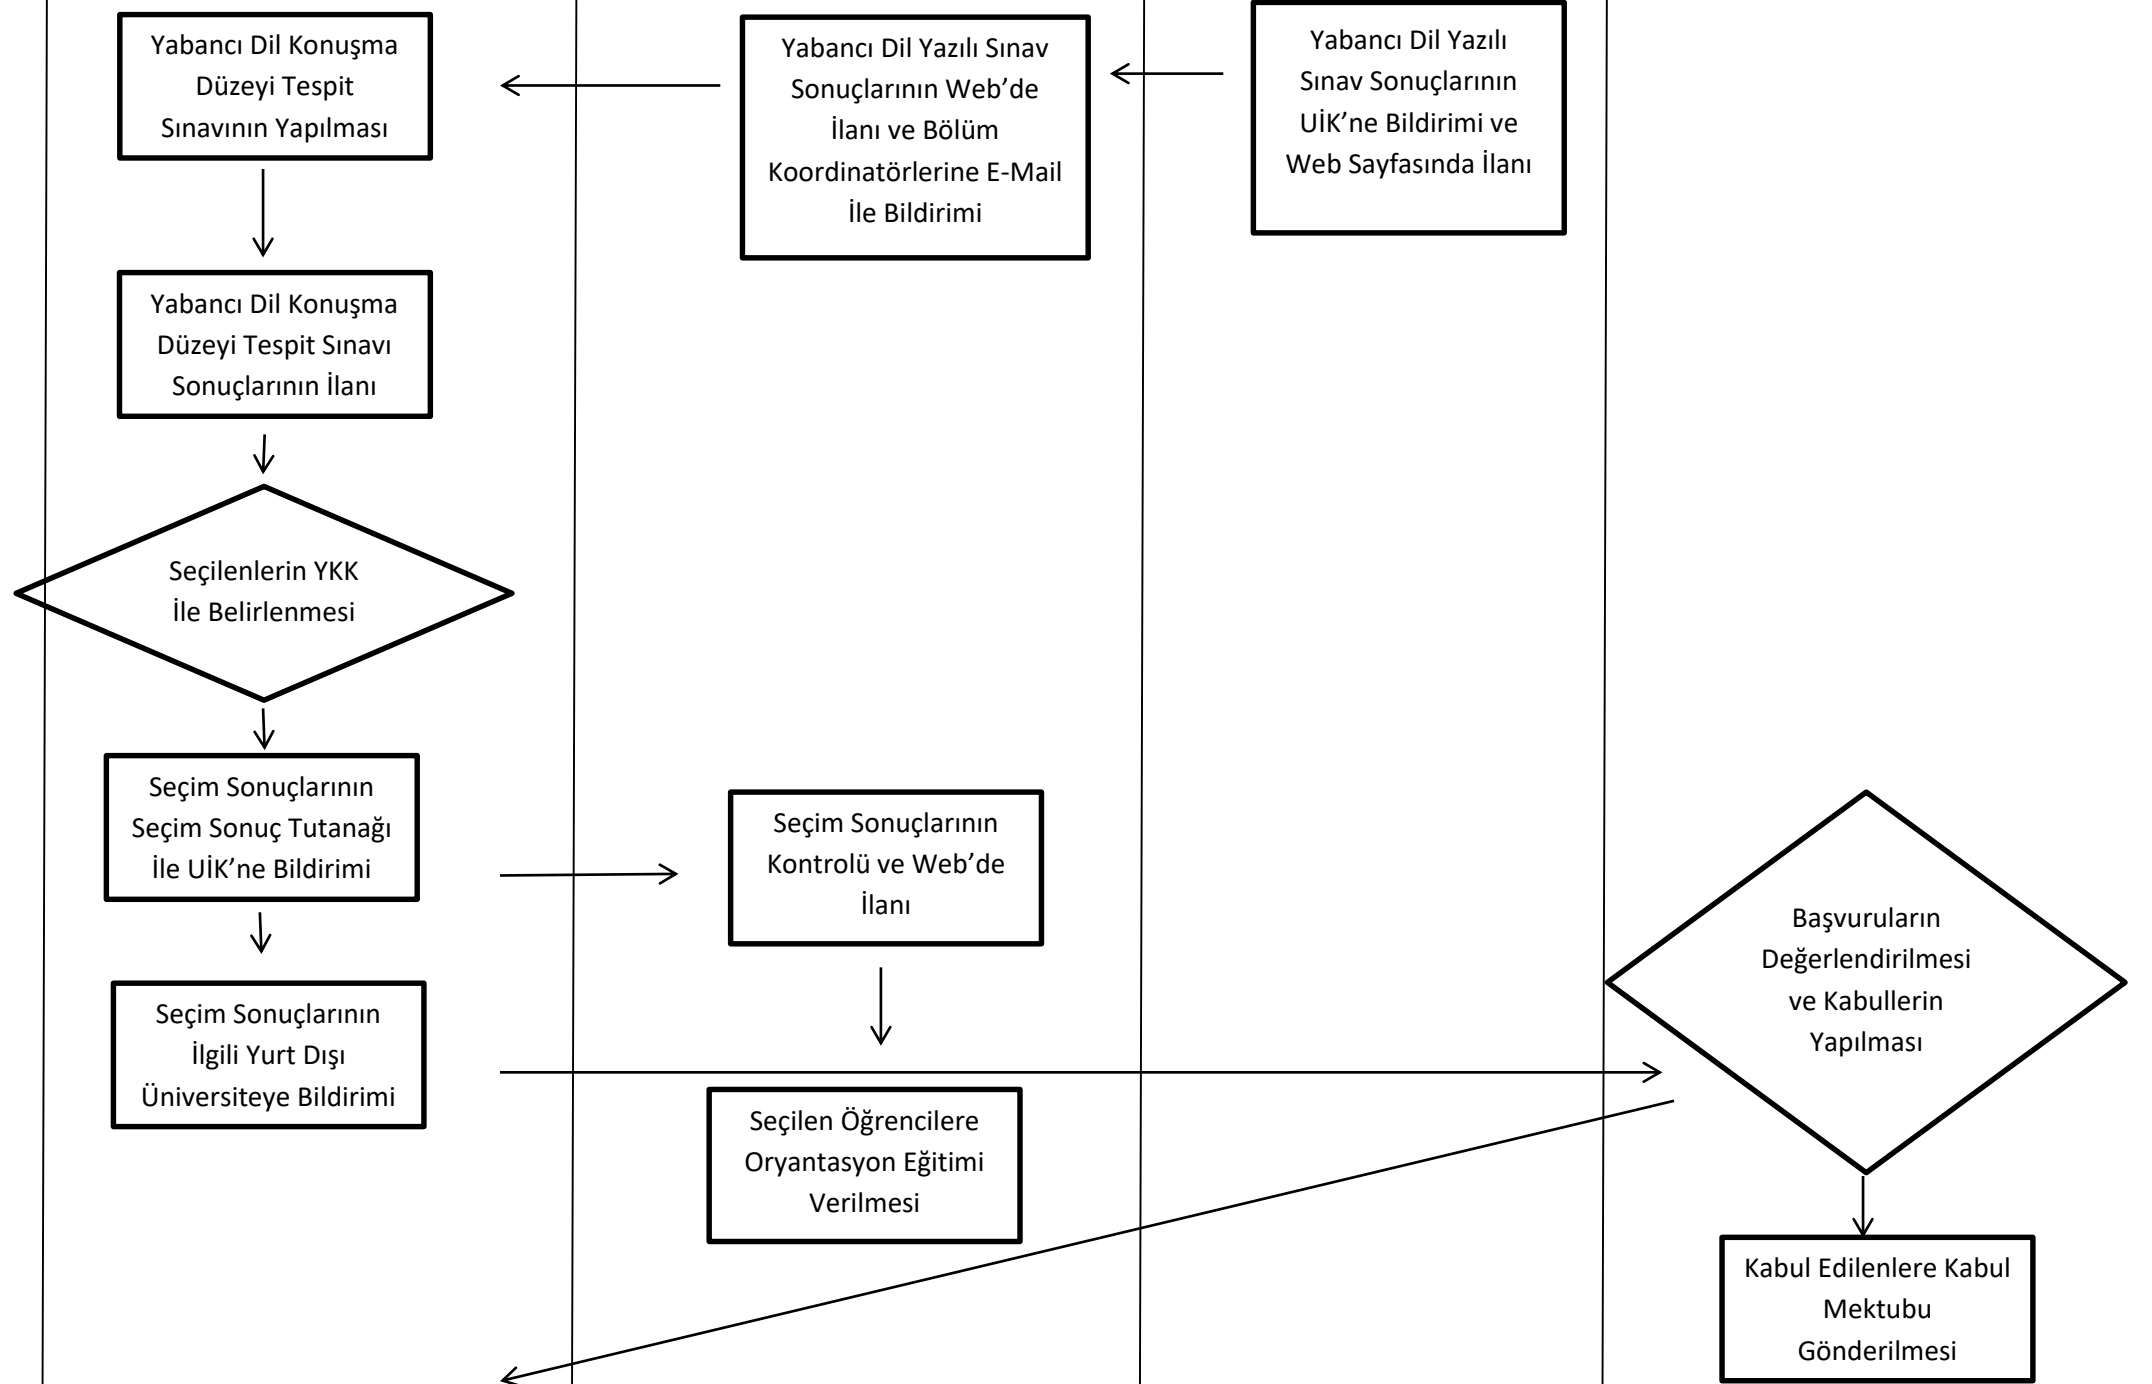 Yabancı Dil Konuşma
Düzeyi Tespit
Sınavının Yapılması
Yabancı Dil Yazılı Sınav
Sonuçlarının Web’de
İlanı ve Bölüm
Koordinatörlerine E-Mail
İle Bildirimi
Yabancı Dil Yazılı
Sınav Sonuçlarının
UİK’ne Bildirimi ve
Web Sayfasında İlanı
Yabancı Dil Konuşma
Düzeyi Tespit Sınavı
Sonuçlarının İlanı
Seçilenlerin YKK
İle Belirlenmesi
Seçim Sonuçlarının
Seçim Sonuç Tutanağı
İle UİK’ne Bildirimi
Seçim Sonuçlarının
Kontrolü ve Web’de
İlanı
Başvuruların
Değerlendirilmesi
ve Kabullerin
Yapılması
Seçim Sonuçlarının
İlgili Yurt Dışı
Üniversiteye Bildirimi
Seçilen Öğrencilere
Oryantasyon Eğitimi
Verilmesi
Kabul Edilenlere Kabul
Mektubu
Gönderilmesi